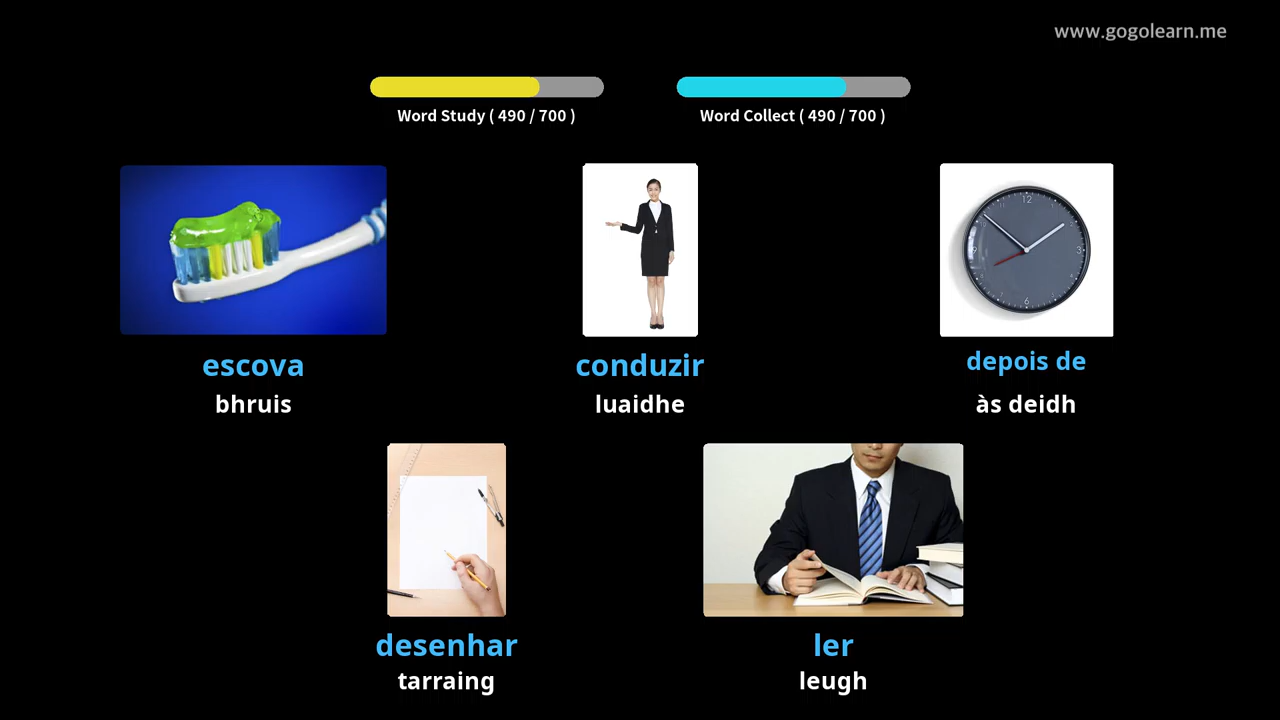 www.gogolearn.me
Word Study ( 490 / 700 )
Word Collect ( 490 / 700 )
escova
bhruis
conduzir
luaidhe
depois de
às deidh
desenhar
tarraing
ler
leugh